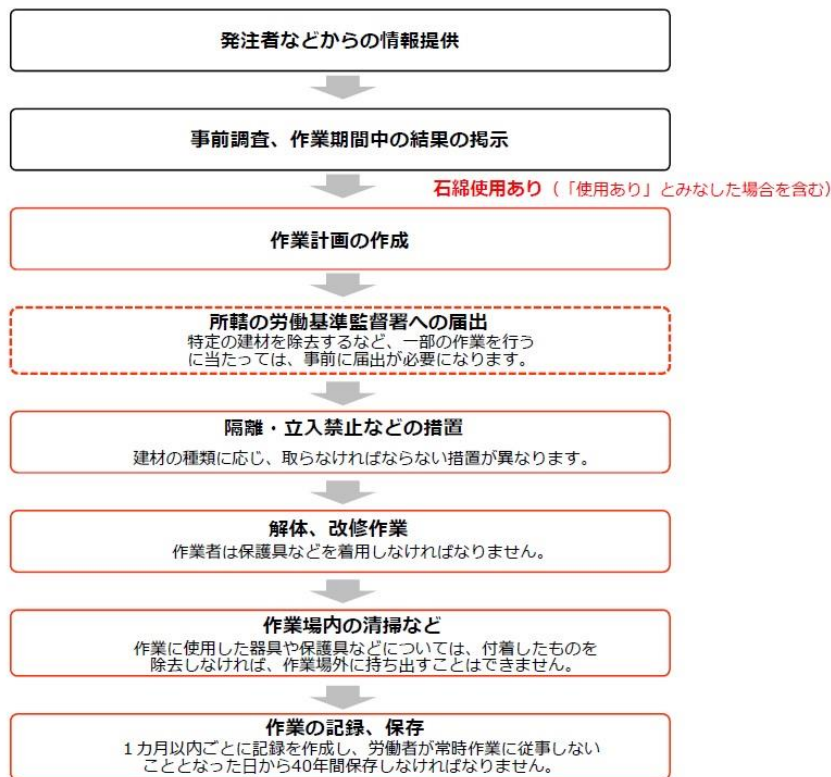 発注者などからの情報提供
事前調査、作業期間中の結果の掲示
石綿使用あり（「使用あり」とみなした場合を含む）
作業計画の作成
所轄の労働基準監督署への届出
特定の建材を除去するなど、一部の作業を行う
に当たっては、事前に届出が必要になります。
隔離・立入禁止などの措置
建材の種類に応じ、取らなければならない措置が異なります。
解体、改修作業
作業者は保護具などを着用しなければなりません。
作業場内の清掃など
作業に使用した器具や保護具などについては、付着したものを
除去しなければ、作業場外に持ち出すことはできません。
作業の記録、保存
１カ月以内ごとに記録を作成し、労働者が常時作業に従事しない
こととなった日から40年間保存しなければなりません。